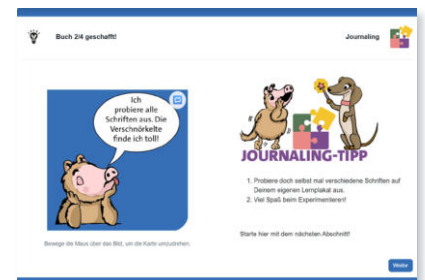 Buch 2/4 geschafft!
Journaling
Ich
probiere alle
Schriften aus. Die
Verschnörkelte
finde ich toll!
Bewege die Maus über das Bild, um die Karte umzudrehen.
JOURNALING-TIPP
1. Probiere doch selbst mal verschiedene Schriften auf
Deinem eigenen Lernplakat aus.
2. Viel Spaß beim Experimentieren!
Starte hier mit dem nächsten Abschnitt!
Weiter